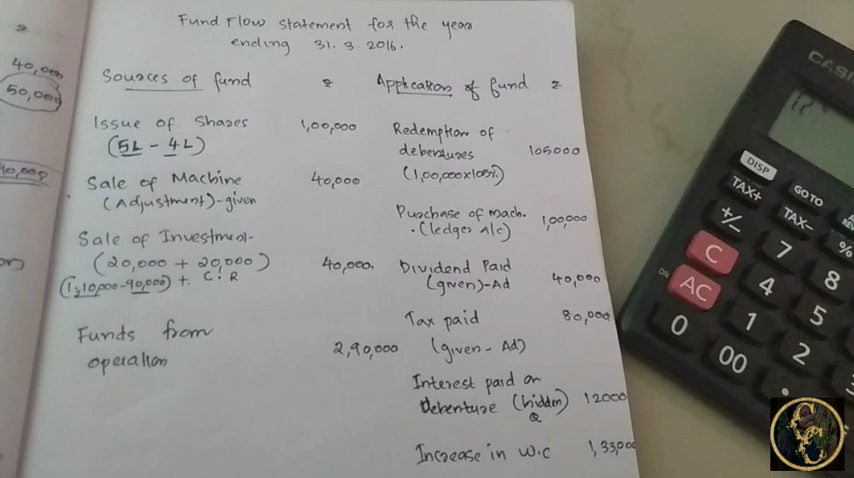 Fund Flow statement for the year
ending 31.3.2016.
₹
40,000
50,000
Sources of fund ₹
Issue of Shares 1,00,000
(5L - 4L)
Sale of Machine 40,000
(Adjustment)-given
Sale of Investment-
(20,000 + 20,000) 40,000.
(1,10,000-90,000) + C.R
Funds from
operation 2,90,000
Application of fund ₹
Redemption of
debentures 105000
(1,00,000x105%)
Purchase of Mach. 1,00,000
(ledger A/c)
Dividend Paid
(given)-Ad 40,000
Tax paid 80,000
(given - Ad)
Interest paid on
Debenture (hidden) 12000
Q
Increase in W.C 1,33,000
CASIO
DISP
GOTO
TAX+
TAX-
+/-
%
C
7
8
ON
AC
4
5
0
1
2
00
.